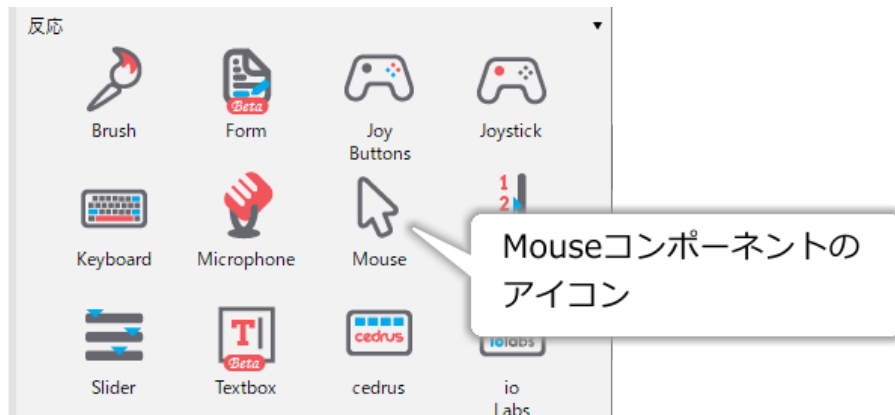 反応
Beta
Brush
Form
Joy
Buttons
Joystick
1
2
Keyboard
Microphone
Mouse
Mouseコンポーネントの
アイコン
T
Beta
cedrus
iolabs
Slider
Textbox
cedrus
io
Labs